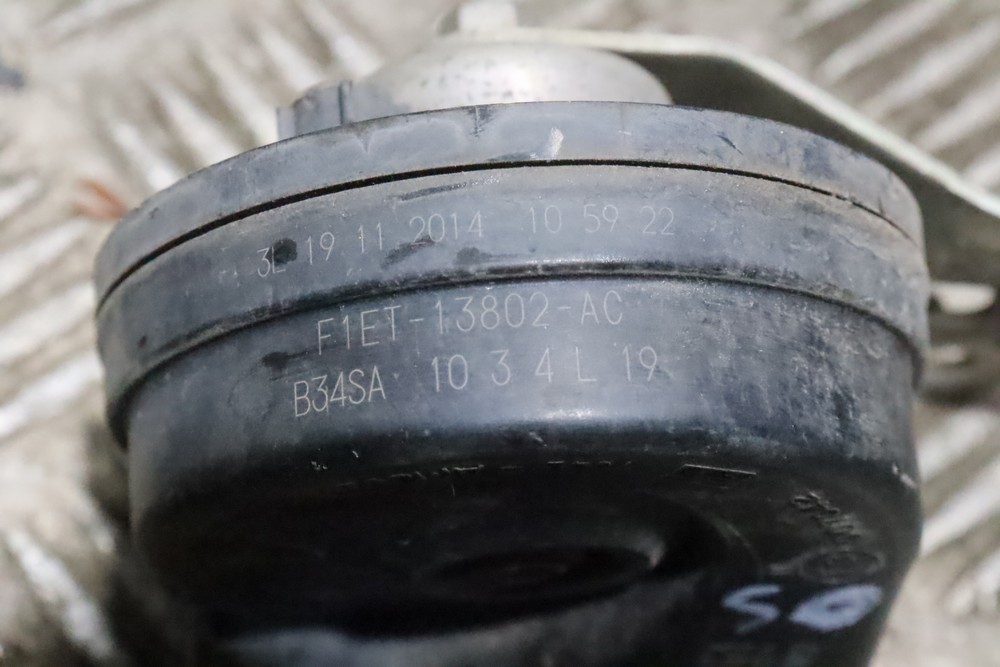 3L 19 11 2014 10 59 22
F1ET-13802-AC
B34SA 10 3 4 L 19